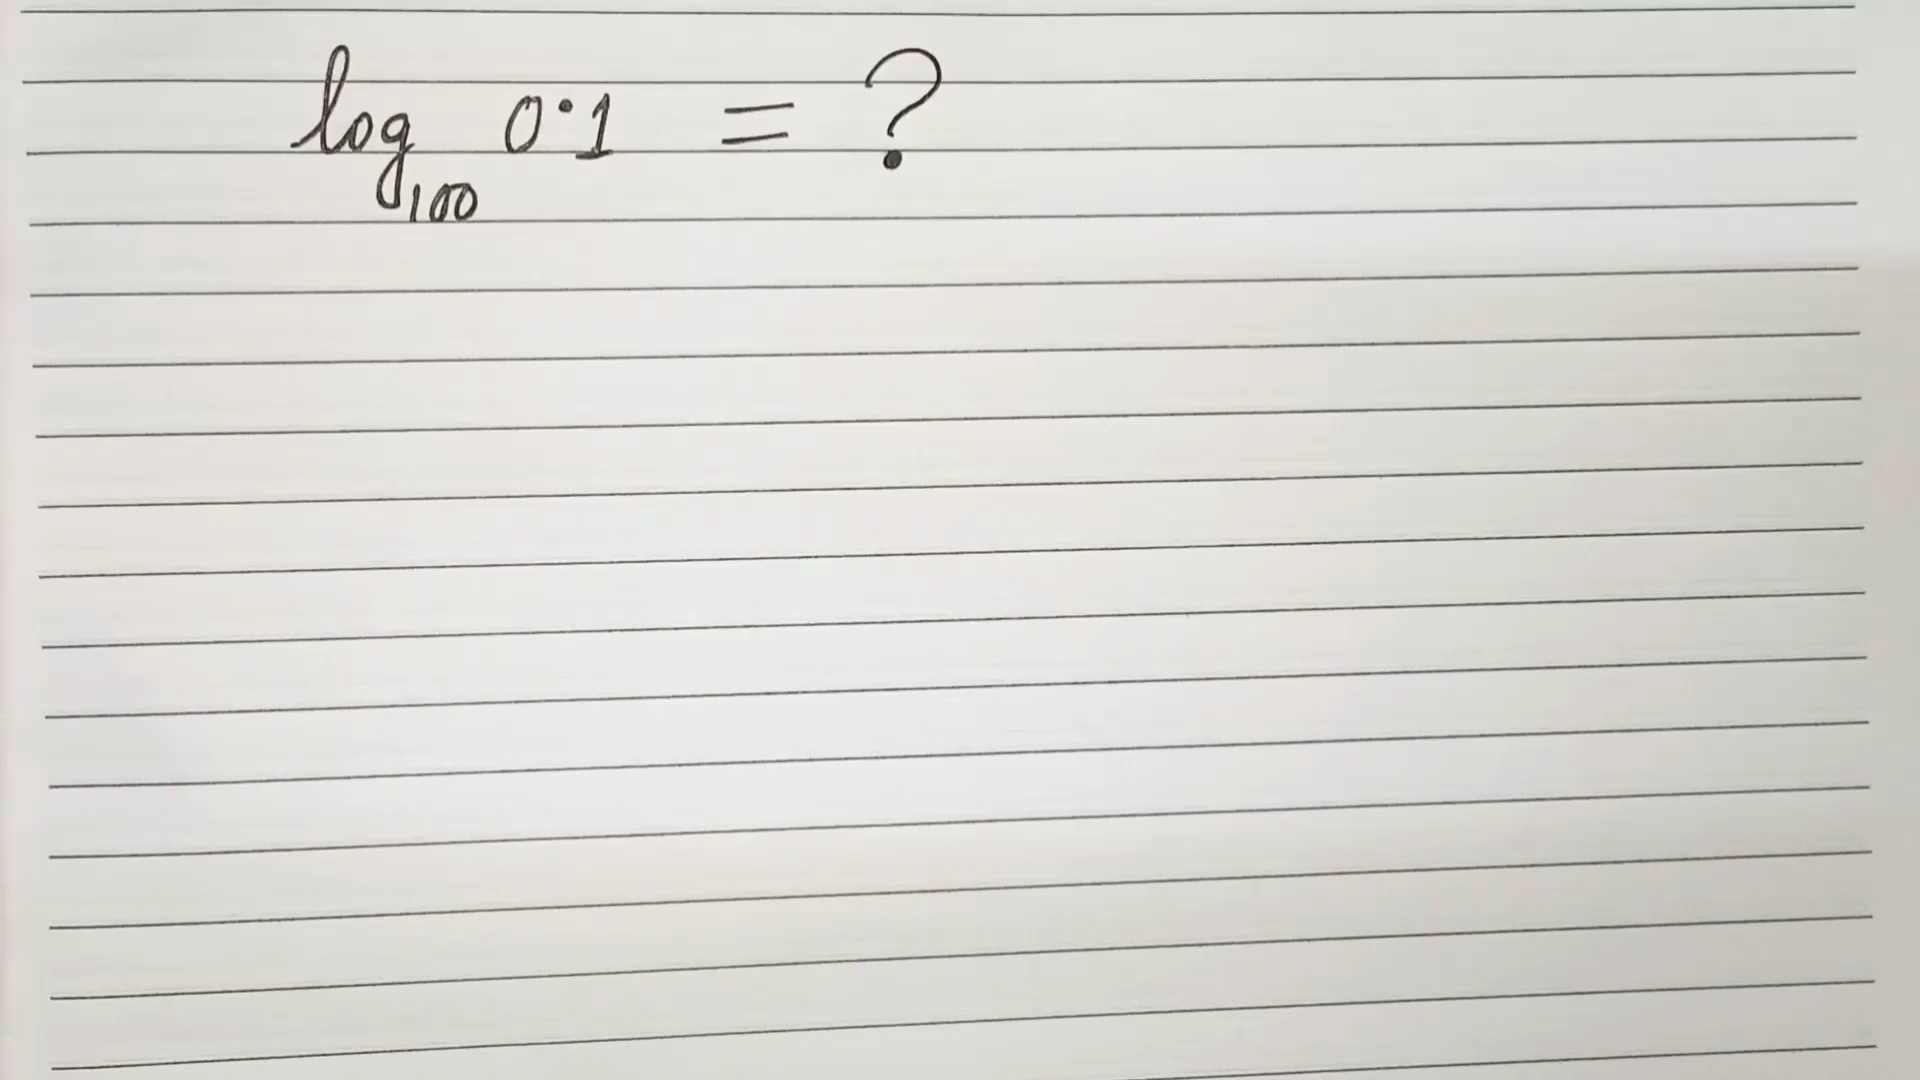 log₁₀₀ 0·1 = ?